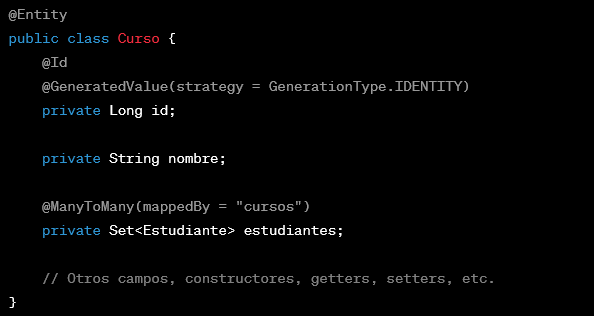 @Entity
public class Curso {
    @Id
    @GeneratedValue(strategy = GenerationType.IDENTITY)
    private Long id;
    private String nombre;
    @ManyToMany(mappedBy = "cursos")
    private Set<Estudiante> estudiantes;
    // Otros campos, constructores, getters, setters, etc.
}